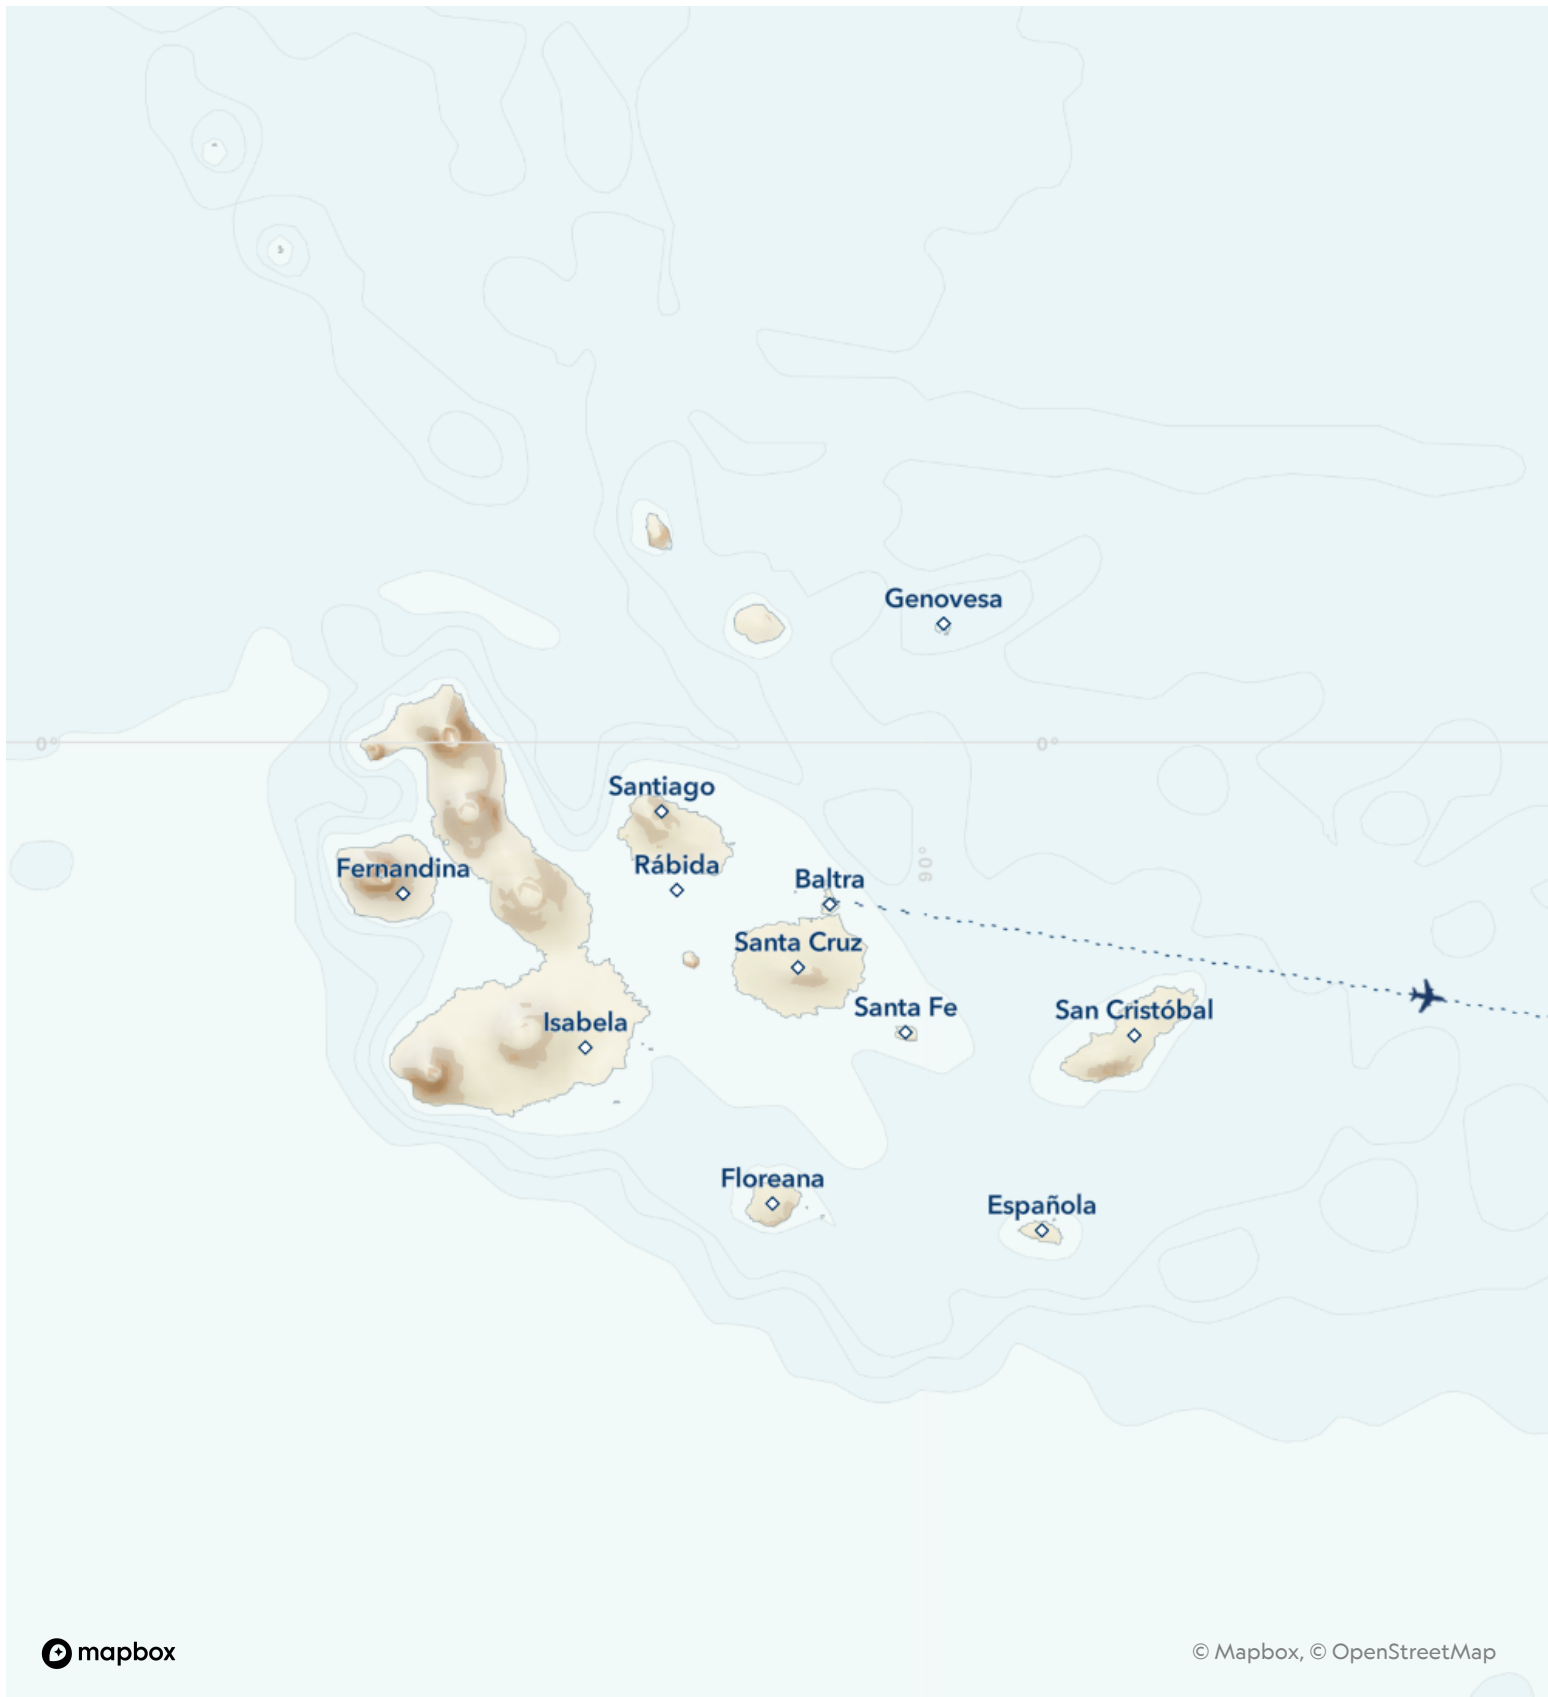 Genovesa
0°
0°
Santiago
Fernandina
Rábida
90°
Baltra
Santa Cruz
Santa Fe
San Cristóbal
Isabela
Floreana
Española
mapbox
© Mapbox, © OpenStreetMap